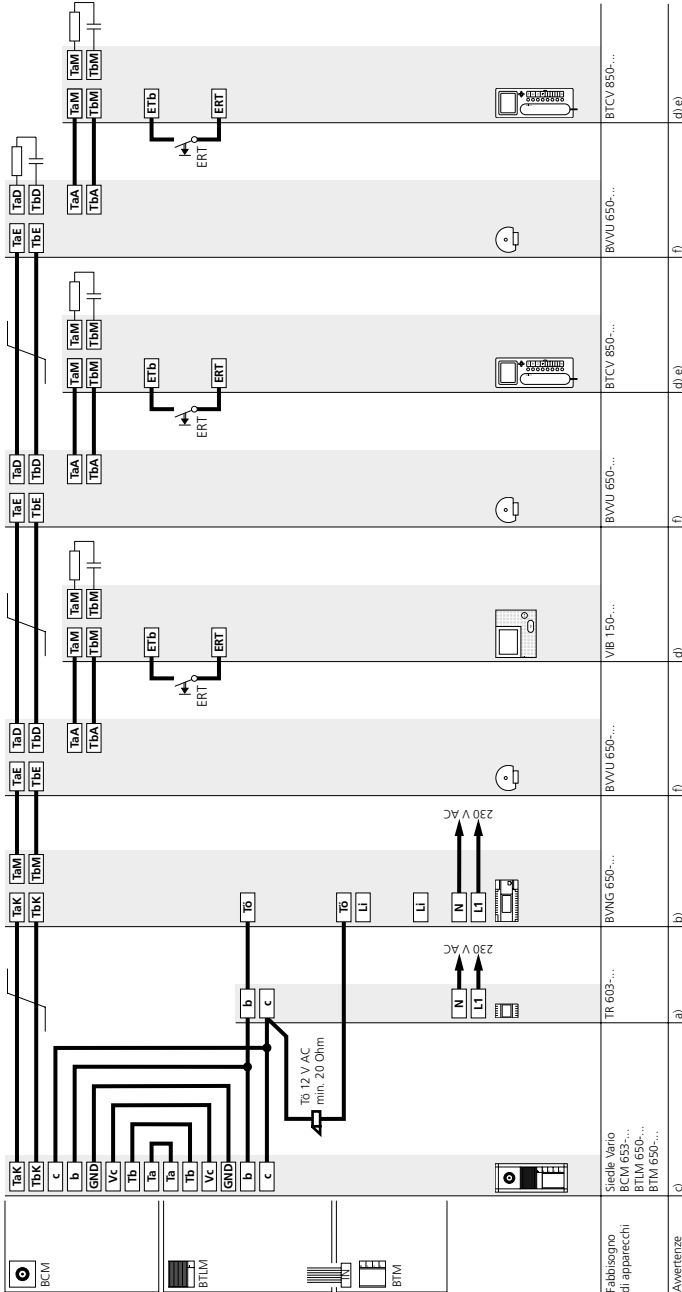 BCM
BTLM
IN
BTM
TaK
TbK
c
b
GND
Vc
Tb
Ta
Ta
Tb
Vc
GND
b
c
Tö 12 V AC
min. 20 Ohm
b
c
N
L1
230 V AC
TaK TaM
TbK TbM
Tö
Tö
Li
Li
N
L1
230 V AC
TaE TaD
TbE TbD
TaA
TbA
TaM TaM
TbM TbM
ETb
ERT
ERT
TaE TaD
TbE TbD
TaA
TbA
TaM TaM
TbM TbM
ETb
ERT
ERT
TaE TaD
TbE TbD
TaA
TbA
TaM TaM
TbM TbM
ETb
ERT
ERT
Fabbisogno
di apparecchi
Siedle Vario
BCM 653-...
BTLM 650-...
BTM 650-...
TR 603-...
BVNG 650-...
BVVU 650-...
VIB 150-...
BVVU 650-...
BTCV 850-...
BVVU 650-...
BTCV 850-...
Avvertenze
c)
a)
b)
f)
d)
f)
d) e)
f)
d) e)